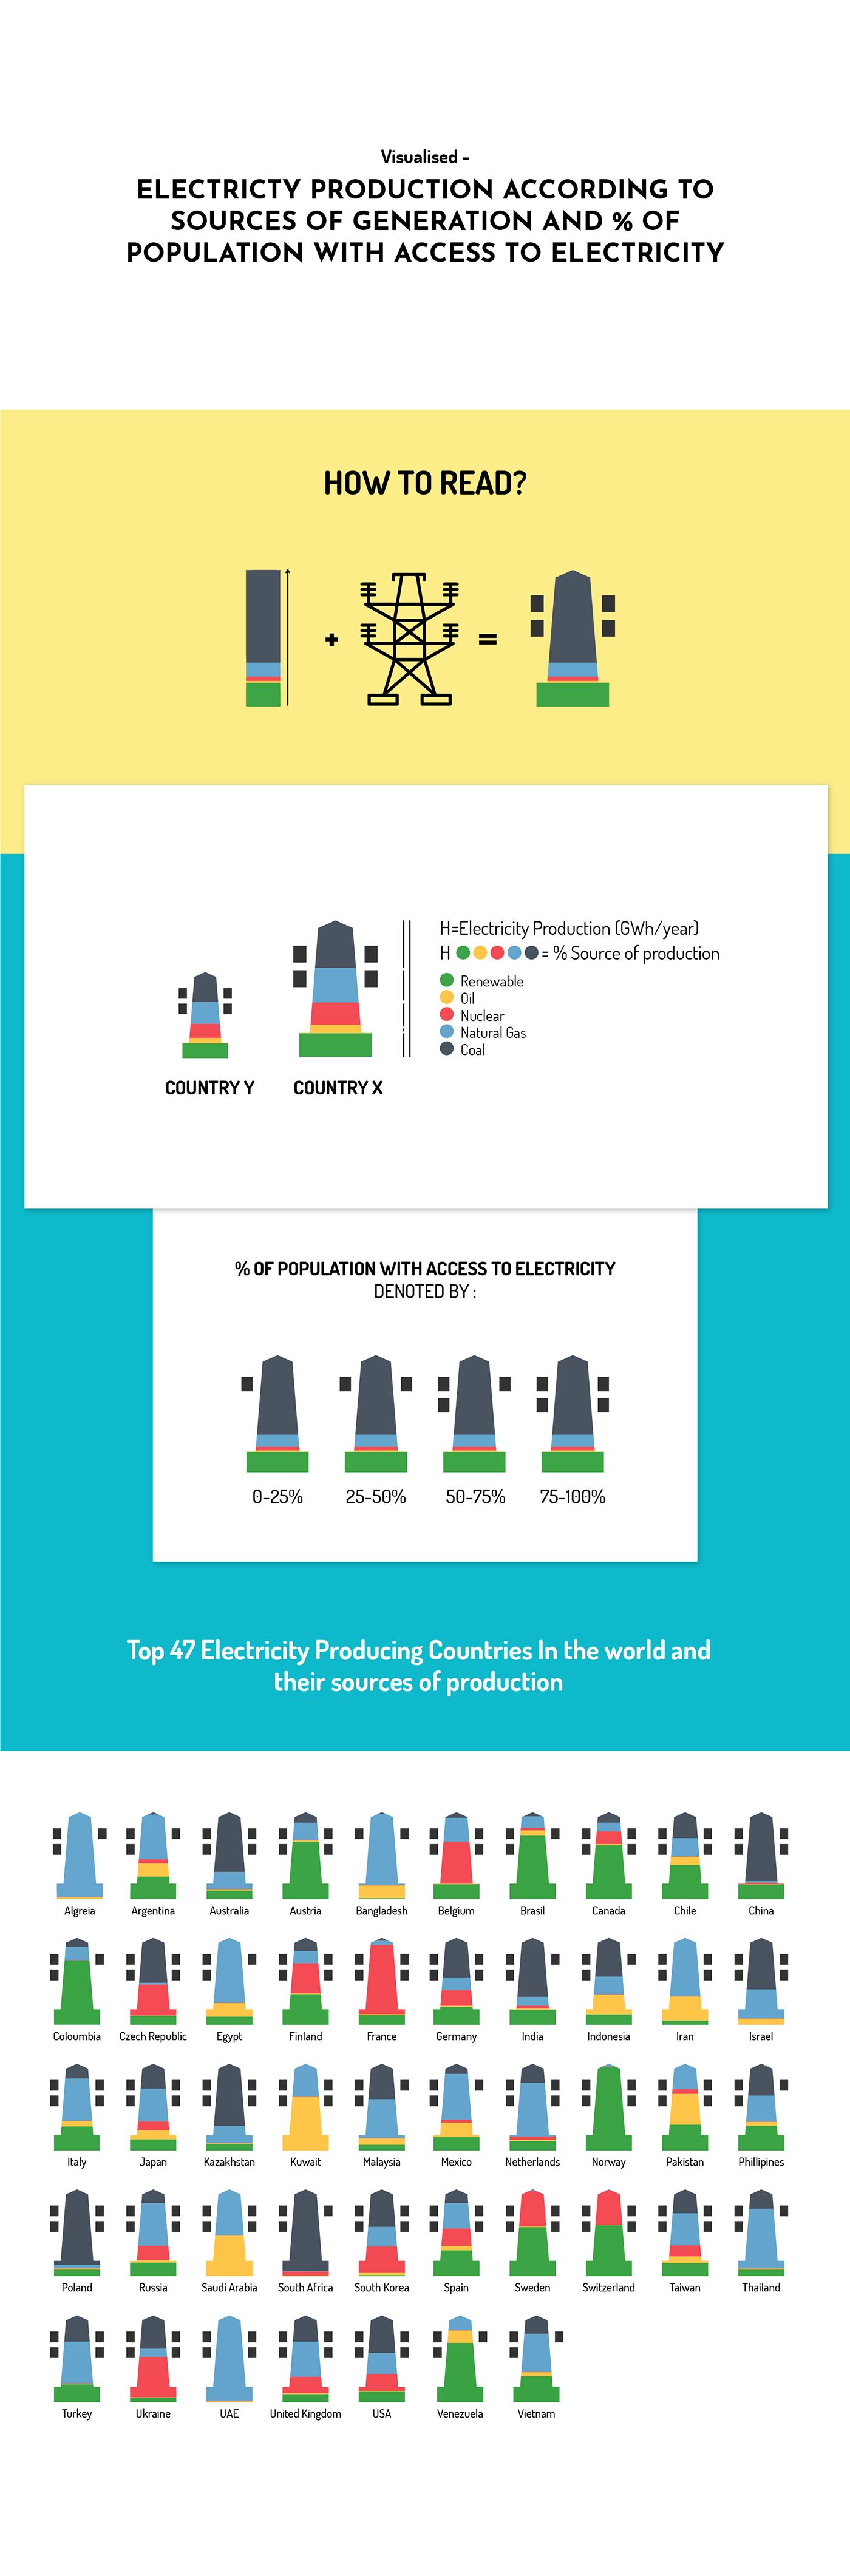 Visualised -
ELECTRICTY PRODUCTION ACCORDING TO
SOURCES OF GENERATION AND % OF
POPULATION WITH ACCESS TO ELECTRICITY
HOW TO READ?
+ =
H=Electricity Production (GWh/year)
H = % Source of production
Renewable
Oil
Nuclear
Natural Gas
Coal
COUNTRY Y COUNTRY X
% OF POPULATION WITH ACCESS TO ELECTRICITY
DENOTED BY :
0-25% 25-50% 50-75% 75-100%
Top 47 Electricity Producing Countries In the world and
their sources of production
Algreia Argentina Australia Austria Bangladesh Belgium Brasil Canada Chile China
Coloumbia Czech Republic Egypt Finland France Germany India Indonesia Iran Israel
Italy Japan Kazakhstan Kuwait Malaysia Mexico Netherlands Norway Pakistan Phillipines
Poland Russia Saudi Arabia South Africa South Korea Spain Sweden Switzerland Taiwan Thailand
Turkey Ukraine UAE United Kingdom USA Venezuela Vietnam